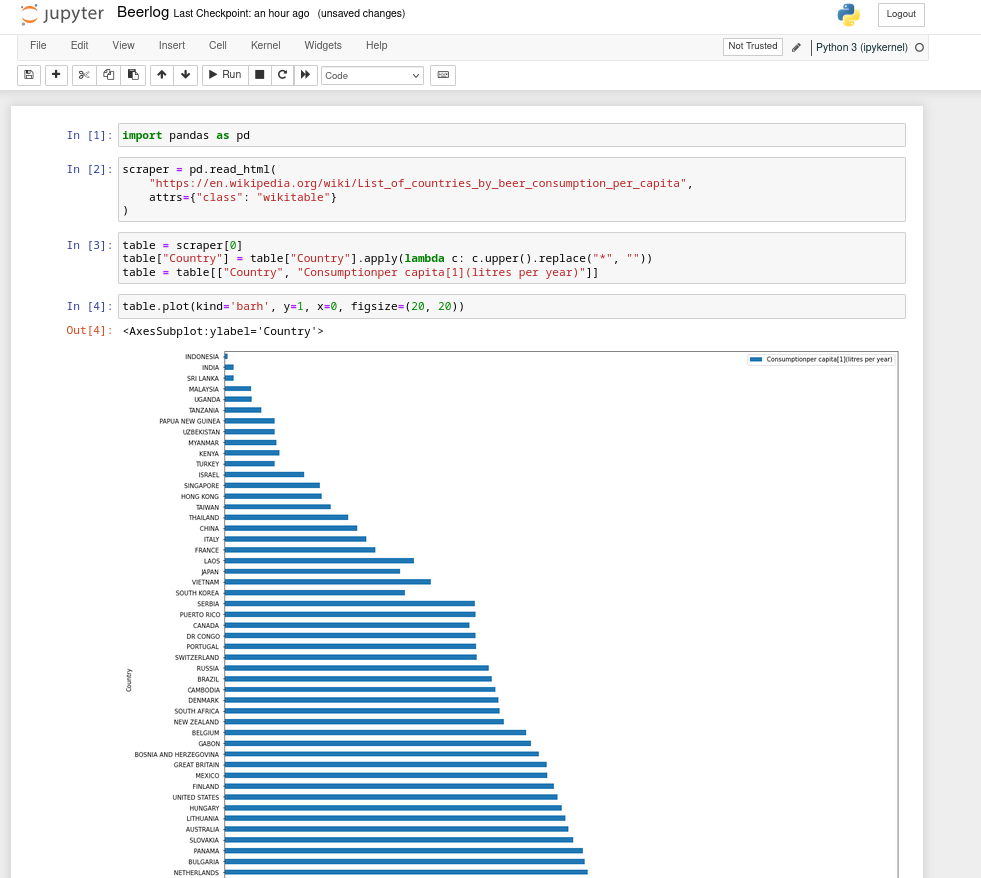 jupyter Beerlog Last Checkpoint: an hour ago (unsaved changes) Logout
File Edit View Insert Cell Kernel Widgets Help Not Trusted Python 3 (ipykernel)
Run Code
In [1]: import pandas as pd
In [2]: scraper = pd.read_html(
"https://en.wikipedia.org/wiki/List_of_countries_by_beer_consumption_per_capita",
attrs={"class": "wikitable"}
)
In [3]: table = scraper[0]
table["Country"] = table["Country"].apply(lambda c: c.upper().replace("*", ""))
table = table[["Country", "Consumptionper capita[1](litres per year)"]]
In [4]: table.plot(kind='barh', y=1, x=0, figsize=(20, 20))
Out[4]: <AxesSubplot:ylabel='Country'>
Consumptionper capita[1](litres per year)
INDONESIA
INDIA
SRI LANKA
MALAYSIA
UGANDA
TANZANIA
PAPUA NEW GUINEA
UZBEKISTAN
MYANMAR
KENYA
TURKEY
ISRAEL
SINGAPORE
HONG KONG
TAIWAN
THAILAND
CHINA
ITALY
FRANCE
LAOS
JAPAN
VIETNAM
SOUTH KOREA
SERBIA
PUERTO RICO
CANADA
DR CONGO
PORTUGAL
SWITZERLAND
RUSSIA
BRAZIL
CAMBODIA
DENMARK
SOUTH AFRICA
NEW ZEALAND
BELGIUM
GABON
BOSNIA AND HERZEGOVINA
GREAT BRITAIN
MEXICO
FINLAND
UNITED STATES
HUNGARY
LITHUANIA
AUSTRALIA
SLOVAKIA
PANAMA
BULGARIA
NETHERLANDS
Country